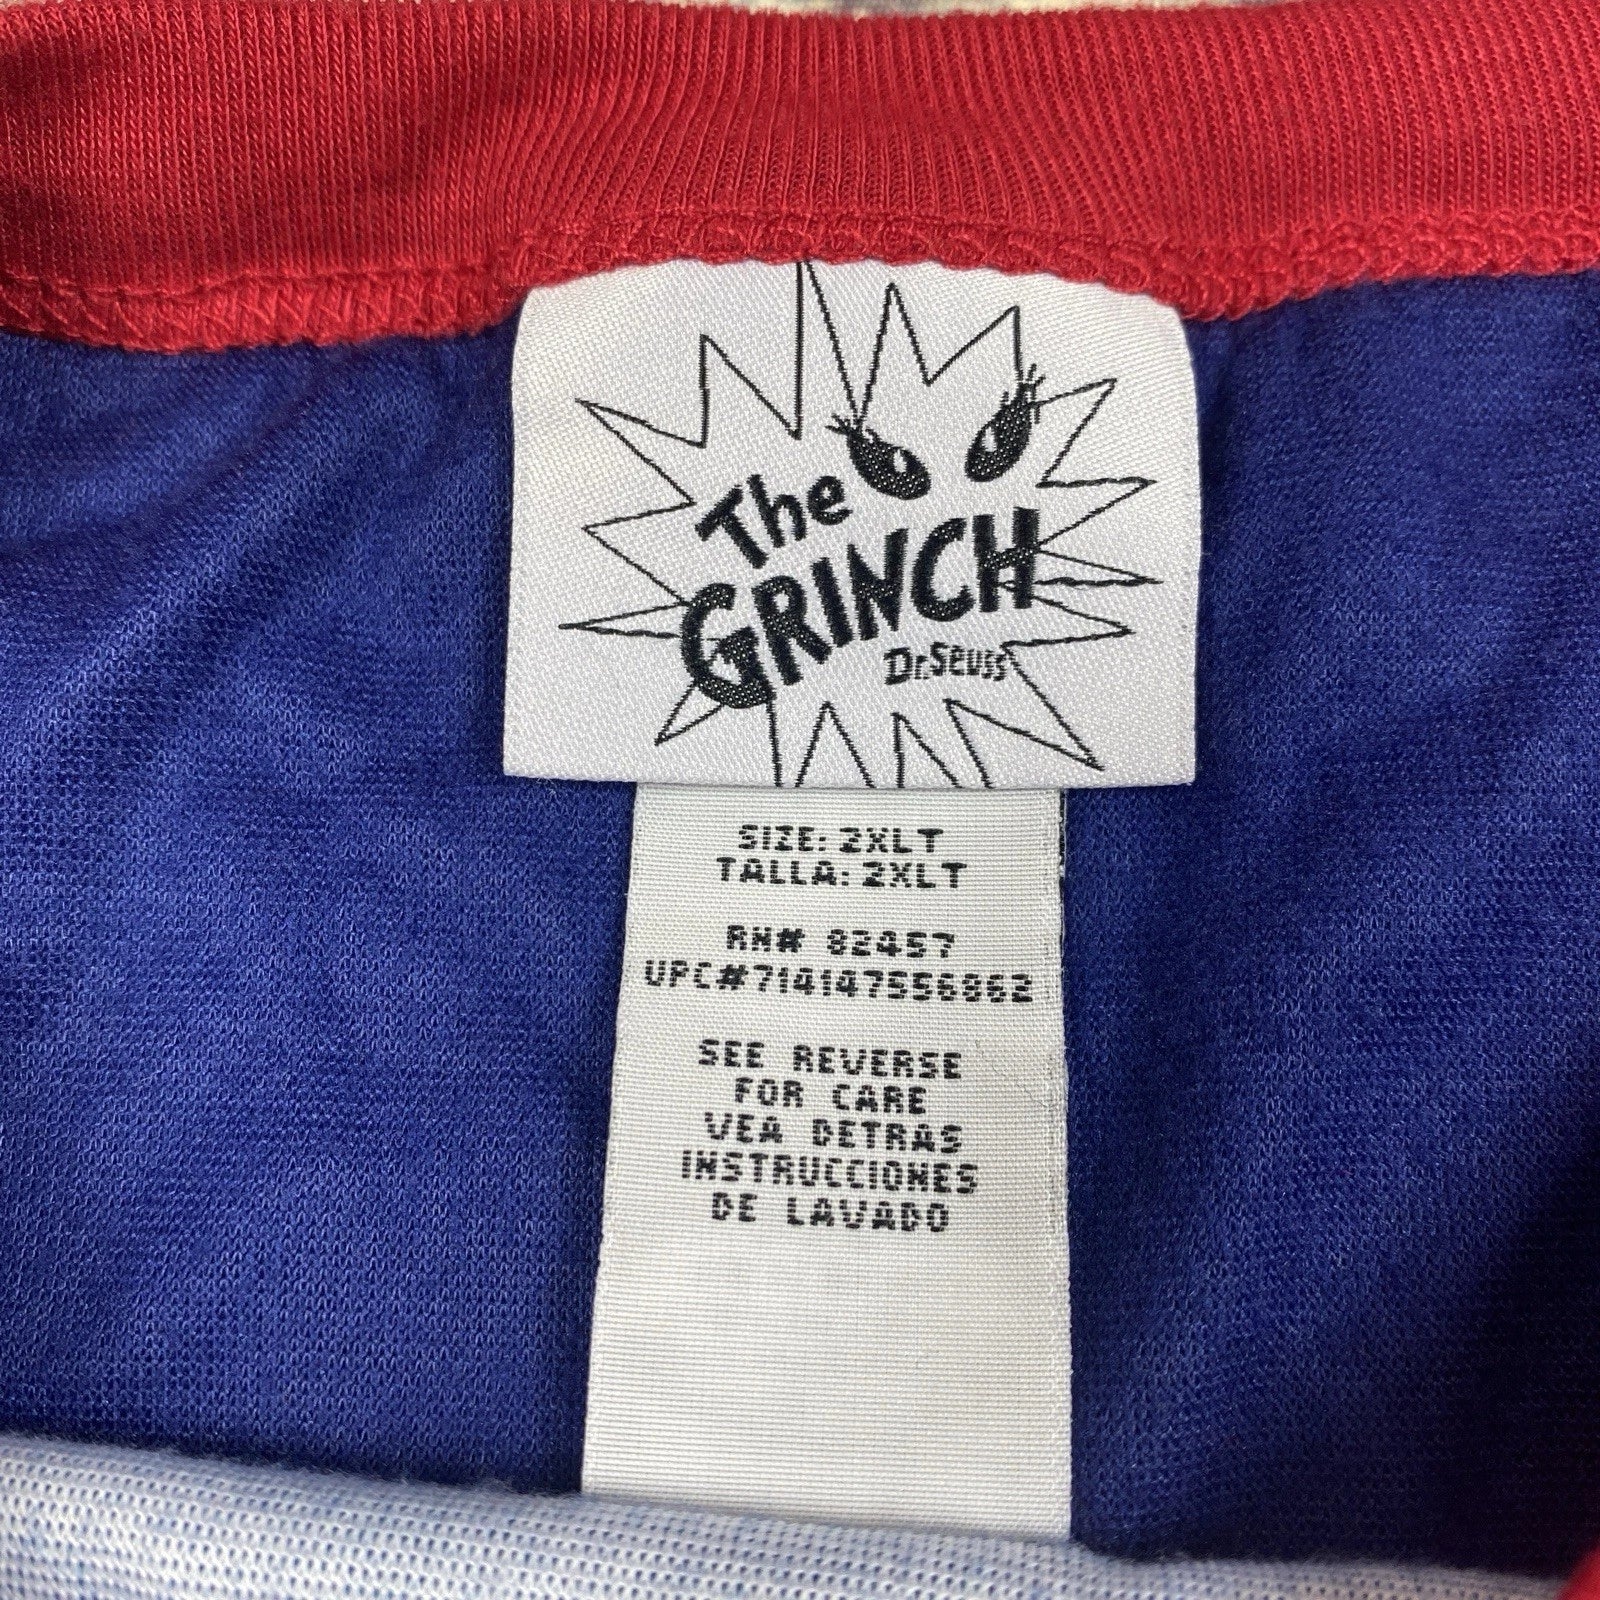 The
GRINCH
Dr. Seuss
SIZE: 2XLT
TALLA: 2XLT
RN# 82457
UPC#714147556862
SEE REVERSE
FOR CARE
VEA DETRAS
INSTRUCCIONES
DE LAVADO